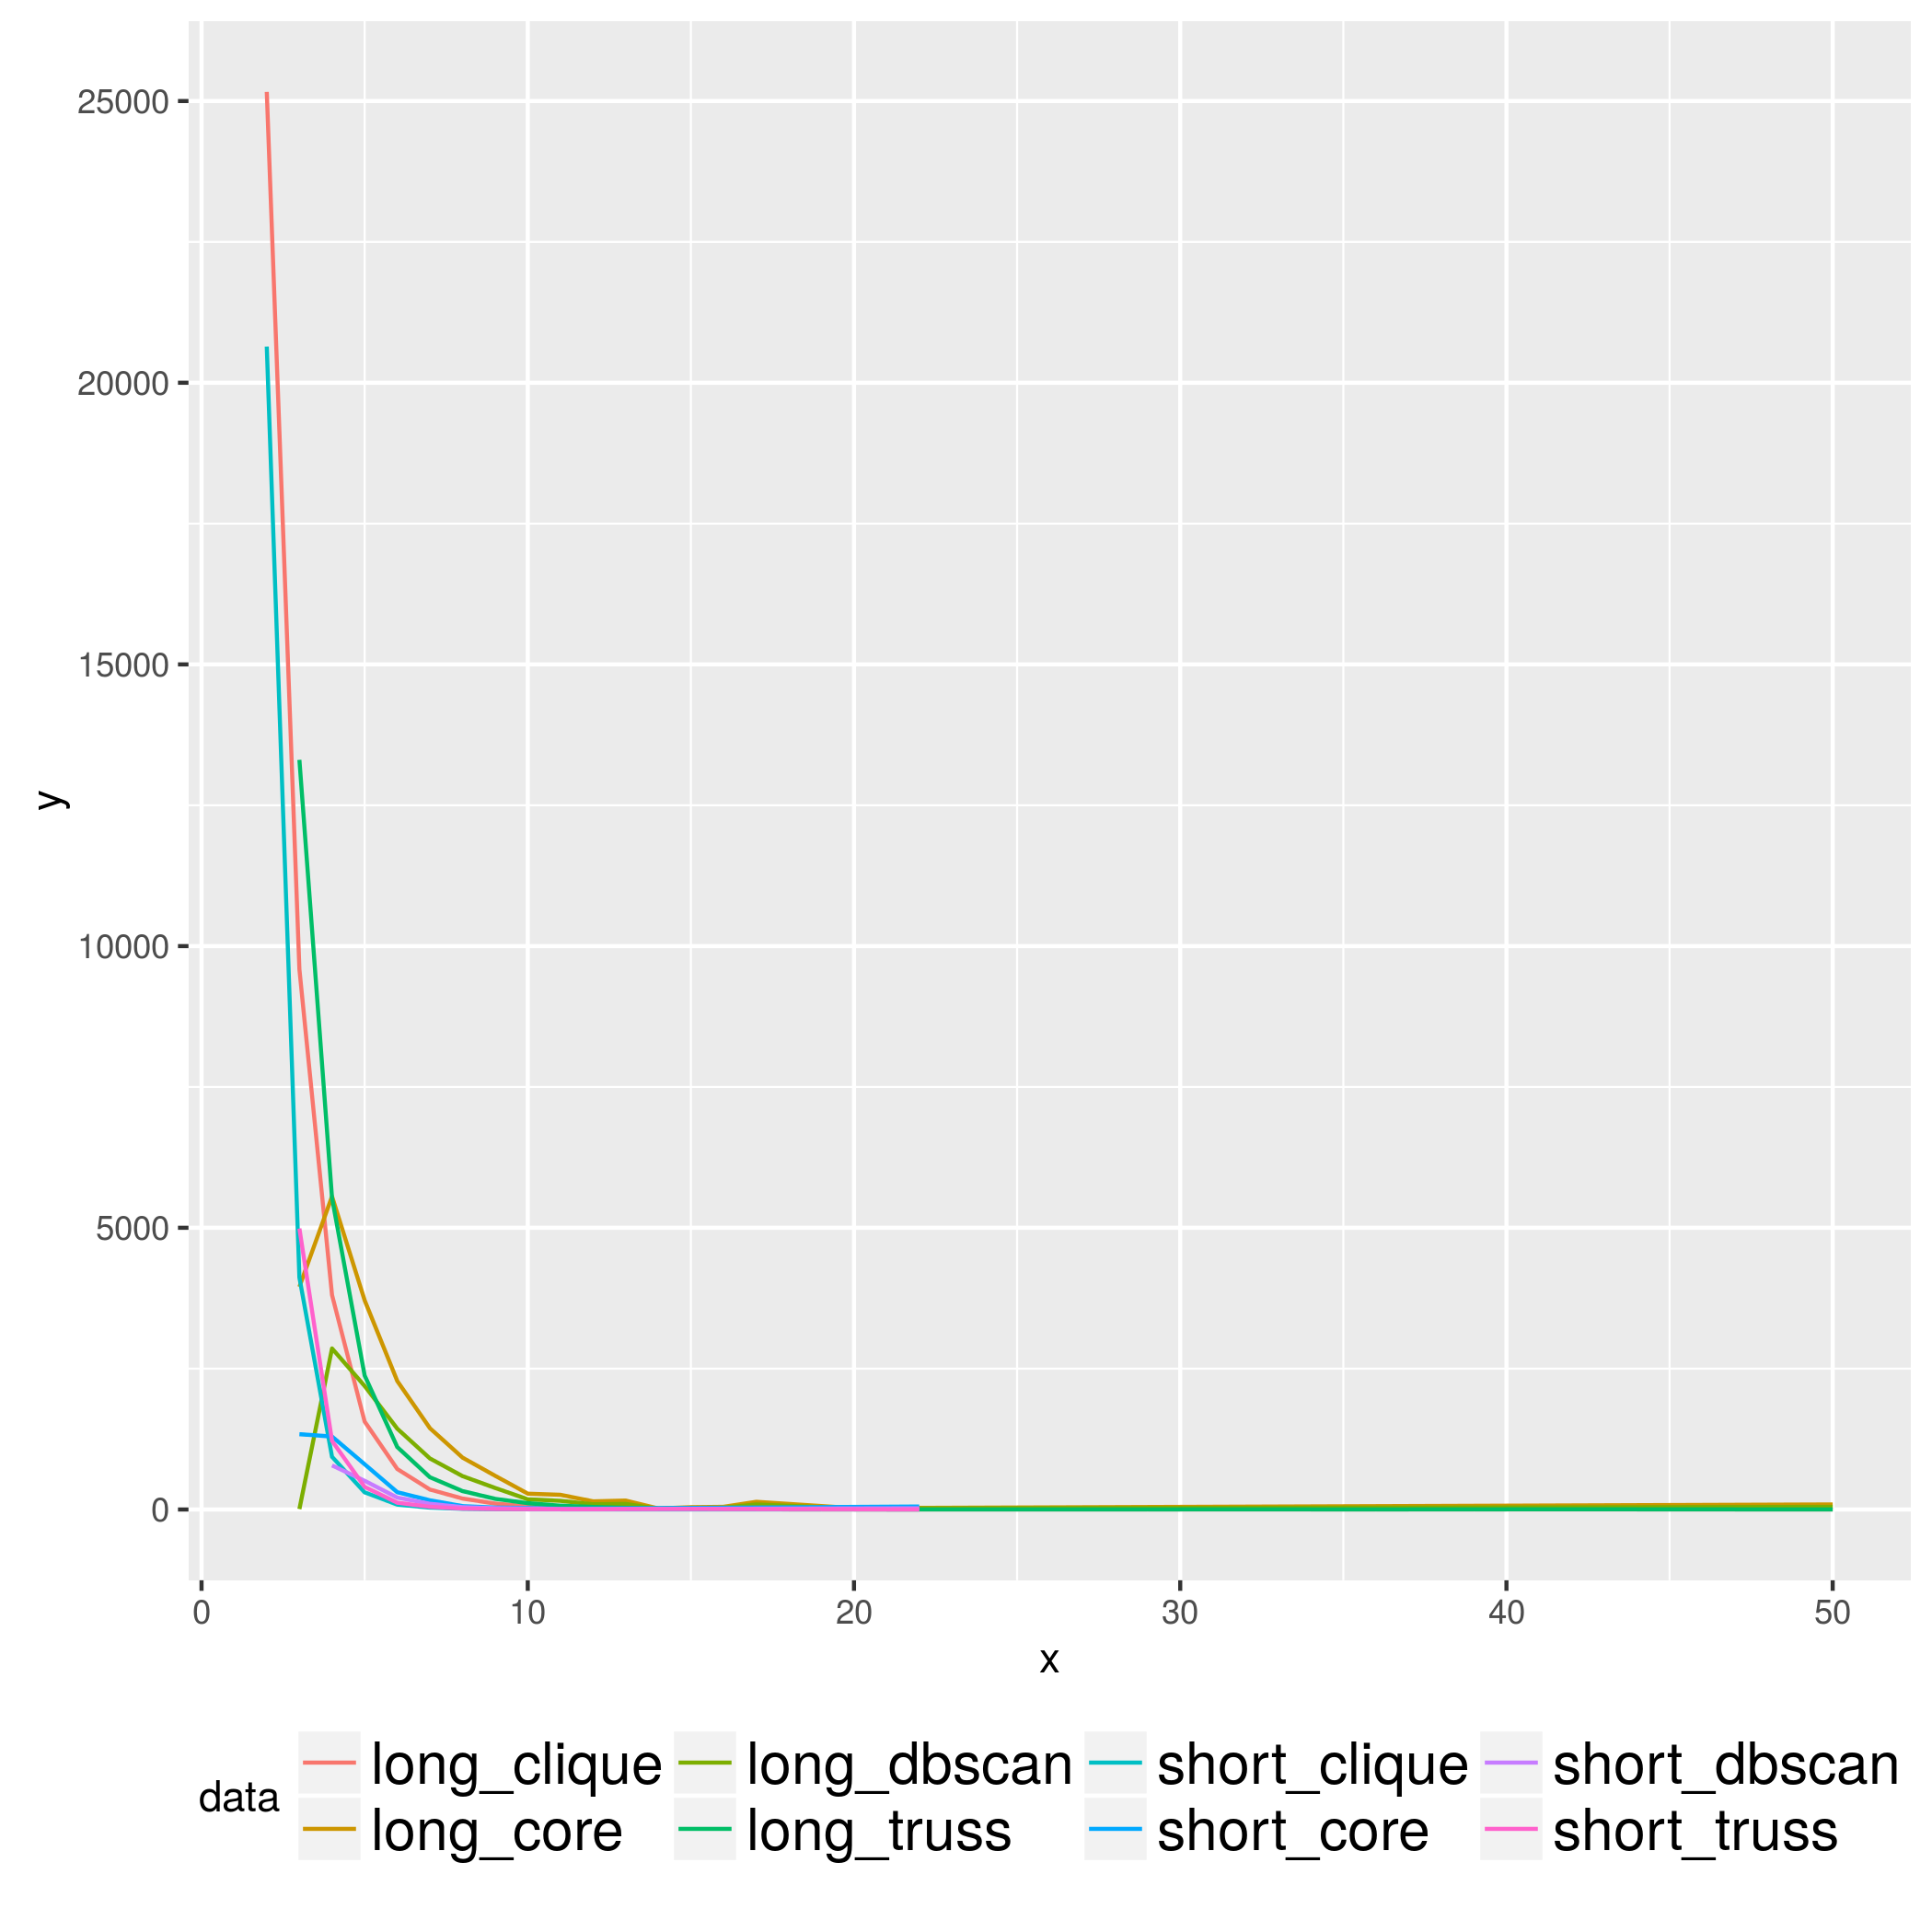 25000
20000
15000
10000
5000
0
y
0 10 20 30 40 50
x
data
long_clique long_dbscan short_clique short_dbscan
long_core long_truss short_core short_truss